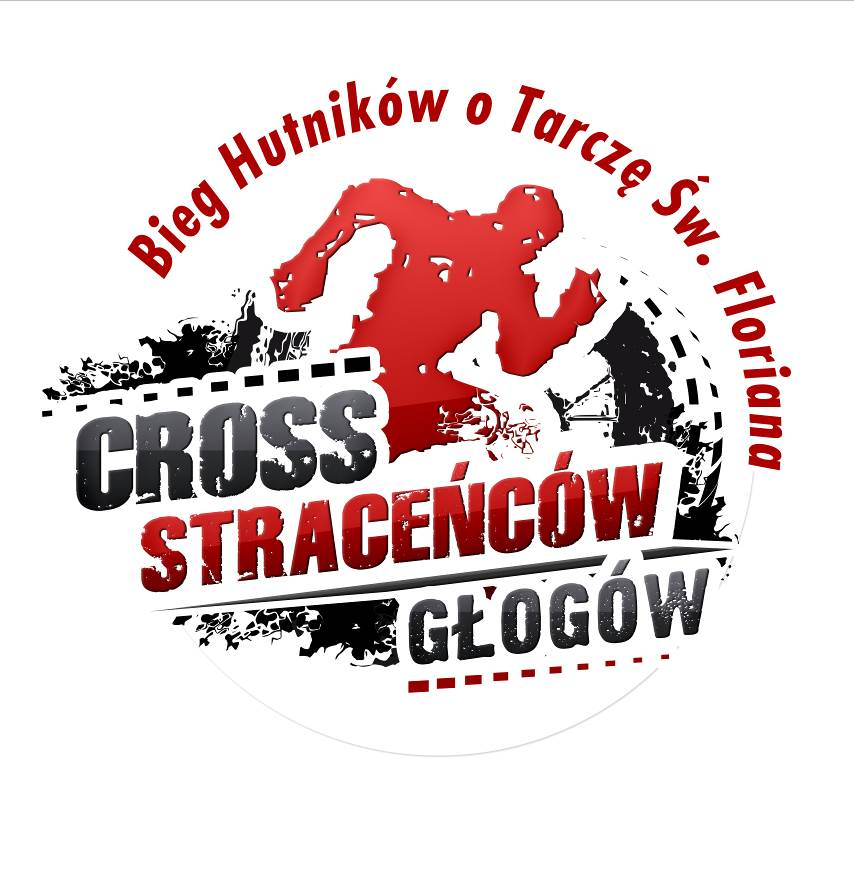 Bieg Hutników o Tarczę Św. Floriana
CROSS
STRACEŃCÓW
GŁOGÓW